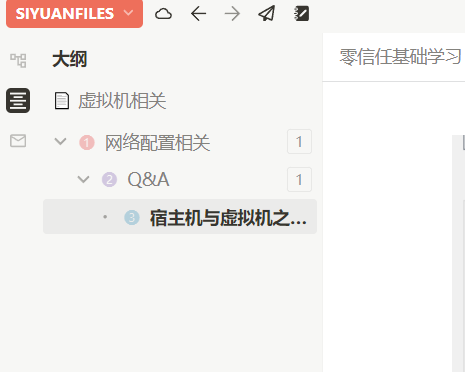 SIYUANFILES
大纲
零信任基础学习
虚拟机相关
1 网络配置相关 1
2 Q&A 1
3 宿主机与虚拟机之...